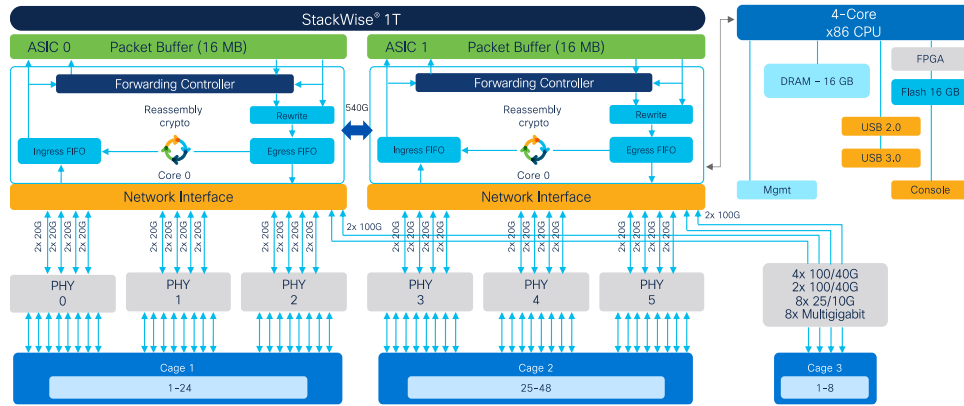 StackWise® 1T
ASIC 0 Packet Buffer (16 MB)
ASIC 1 Packet Buffer (16 MB)
4-Core
x86 CPU
Forwarding Controller
Reassembly
crypto
Rewrite
Ingress FIFO
Egress FIFO
Core 0
540G
Forwarding Controller
Reassembly
crypto
Rewrite
Ingress FIFO
Egress FIFO
Core 0
FPGA
DRAM – 16 GB
Flash 16 GB
USB 2.0
USB 3.0
Mgmt
Console
Network Interface
Network Interface
2x 20G
2x 20G
2x 20G
2x 20G
2x 20G
2x 20G
2x 20G
2x 20G
2x 20G
2x 20G
2x 20G
2x 20G
2x 100G
2x 20G
2x 20G
2x 20G
2x 20G
2x 20G
2x 20G
2x 20G
2x 20G
2x 20G
2x 20G
2x 20G
2x 20G
2x 100G
PHY
0
PHY
1
PHY
2
PHY
3
PHY
4
PHY
5
4x 100/40G
2x 100/40G
8x 25/10G
8x Multigigabit
Cage 1
1–24
Cage 2
25–48
Cage 3
1–8